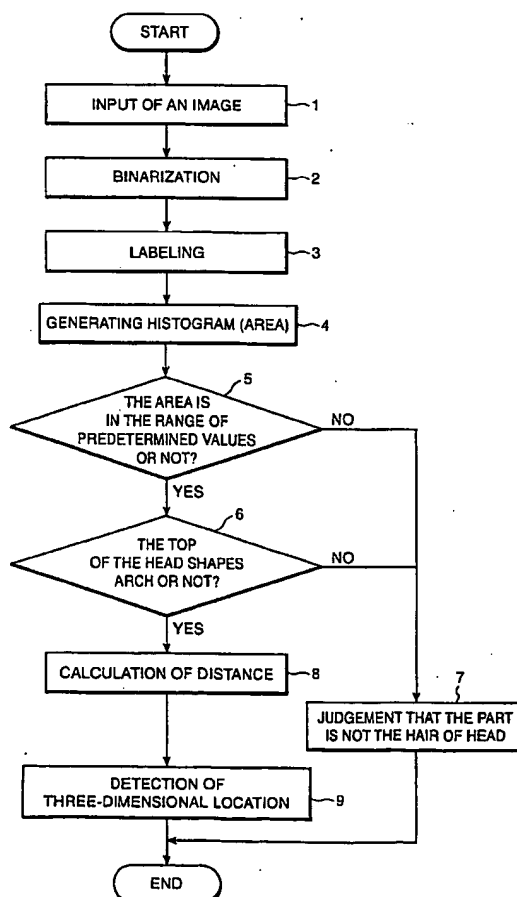 START
INPUT OF AN IMAGE
1
BINARIZATION
2
LABELING
3
GENERATING HISTOGRAM (AREA)
4
5
THE AREA IS
IN THE RANGE OF
PREDETERMINED VALUES
OR NOT?
NO
YES
6
THE TOP
OF THE HEAD SHAPES
ARCH OR NOT?
NO
YES
CALCULATION OF DISTANCE
8
7
JUDGEMENT THAT THE PART
IS NOT THE HAIR OF HEAD
DETECTION OF
THREE-DIMENSIONAL LOCATION
9
END